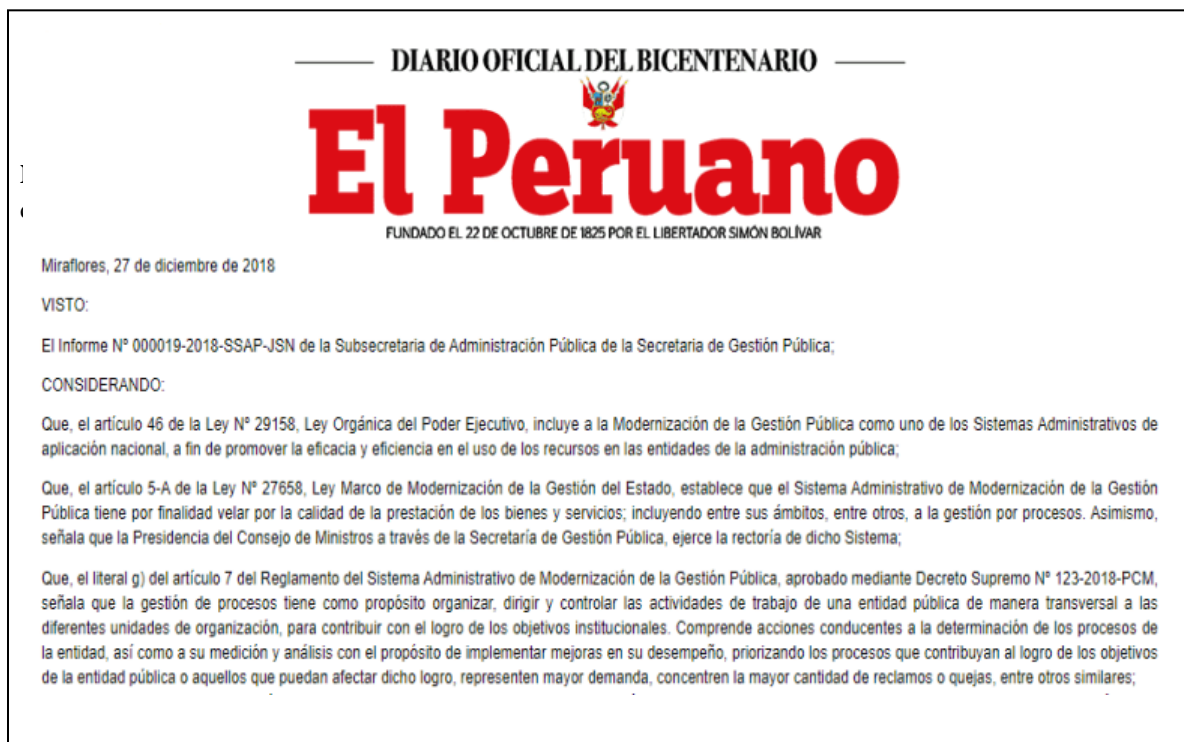 DIARIO OFICIAL DEL BICENTENARIO
El Peruano
FUNDADO EL 22 DE OCTUBRE DE 1825 POR EL LIBERTADOR SIMÓN BOLÍVAR
Miraflores, 27 de diciembre de 2018
VISTO:
El Informe Nº 000019-2018-SSAP-JSN de la Subsecretaria de Administración Pública de la Secretaria de Gestión Pública;
CONSIDERANDO:
Que, el artículo 46 de la Ley Nº 29158, Ley Orgánica del Poder Ejecutivo, incluye a la Modernización de la Gestión Pública como uno de los Sistemas Administrativos de
aplicación nacional, a fin de promover la eficacia y eficiencia en el uso de los recursos en las entidades de la administración pública;
Que, el artículo 5-A de la Ley Nº 27658, Ley Marco de Modernización de la Gestión del Estado, establece que el Sistema Administrativo de Modernización de la Gestión
Pública tiene por finalidad velar por la calidad de la prestación de los bienes y servicios; incluyendo entre sus ámbitos, entre otros, a la gestión por procesos. Asimismo,
señala que la Presidencia del Consejo de Ministros a través de la Secretaría de Gestión Pública, ejerce la rectoría de dicho Sistema;
Que, el literal g) del artículo 7 del Reglamento del Sistema Administrativo de Modernización de la Gestión Pública, aprobado mediante Decreto Supremo Nº 123-2018-PCM,
señala que la gestión de procesos tiene como propósito organizar, dirigir y controlar las actividades de trabajo de una entidad pública de manera transversal a las
diferentes unidades de organización, para contribuir con el logro de los objetivos institucionales. Comprende acciones conducentes a la determinación de los procesos de
la entidad, así como a su medición y análisis con el propósito de implementar mejoras en su desempeño, priorizando los procesos que contribuyan al logro de los objetivos
de la entidad pública o aquellos que puedan afectar dicho logro, representen mayor demanda, concentren la mayor cantidad de reclamos o quejas, entre otros similares;